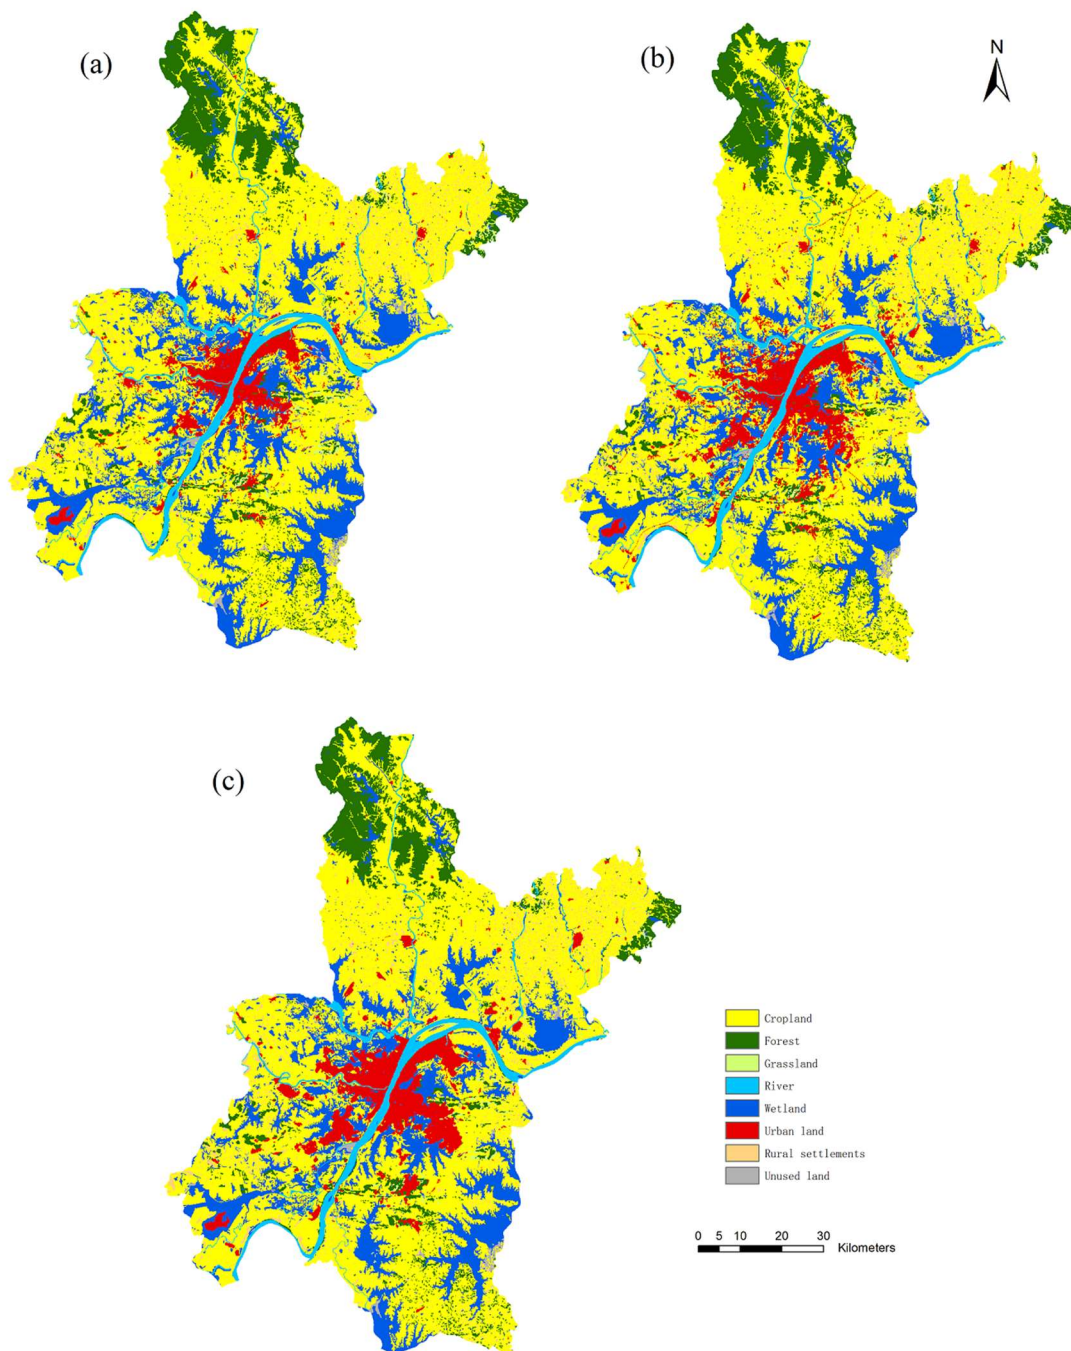 (a)
(b)
N
(c)
Cropland
Forest
Grassland
River
Wetland
Urban land
Rural settlements
Unused land
0 5 10 20 30
Kilometers